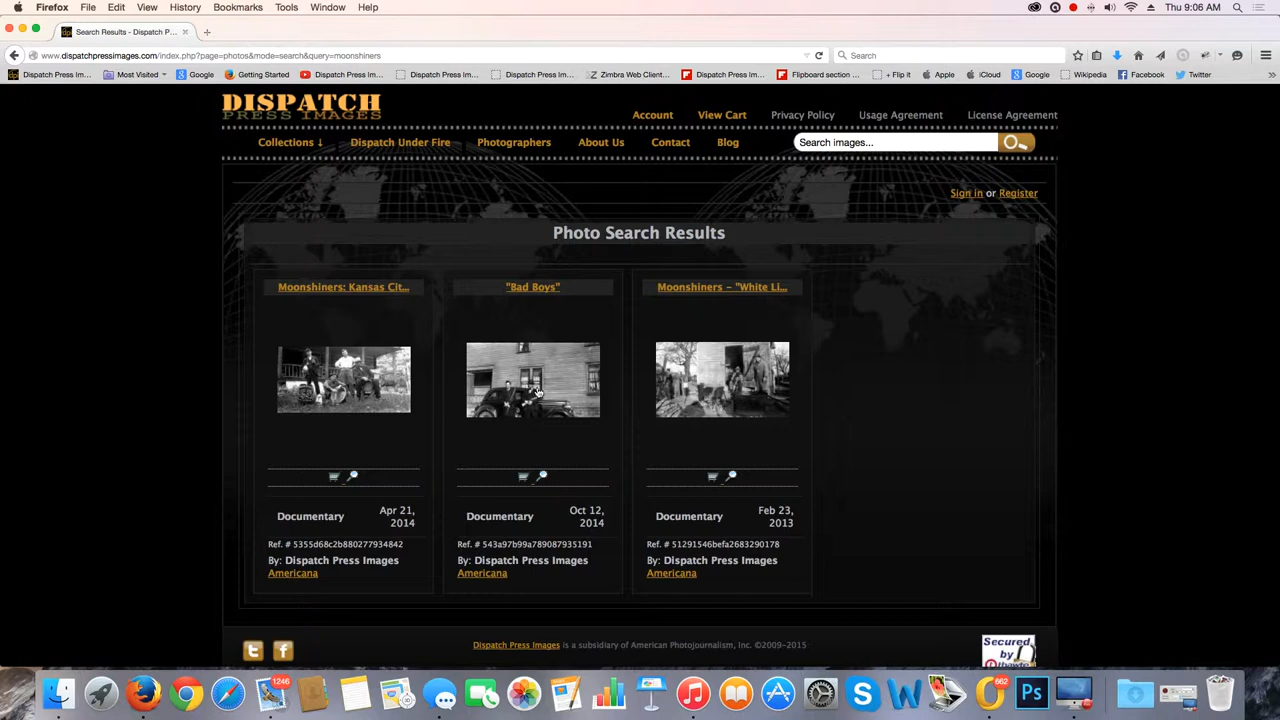 Firefox File Edit View History Bookmarks Tools Window Help Thu 9:06 AM
Search Results – Dispatch P...
www.dispatchpressimages.com/index.php?page=photos&mode=search&query=moonshiners Search
Dispatch Press Im... Most Visited Google Getting Started Dispatch Press Im... Dispatch Press Im... Dispatch Press Im... Zimbra Web Client... Dispatch Press Im... Flipboard section ... + Flip it Apple iCloud Google Wikipedia Facebook Twitter
DISPATCH
PRESS IMAGES
Account View Cart Privacy Policy Usage Agreement License Agreement
Collections ↓ Dispatch Under Fire Photographers About Us Contact Blog Search images...
Sign in or Register
Photo Search Results
Moonshiners: Kansas Cit... "Bad Boys" Moonshiners – "White Li...
Documentary Apr 21, 2014 Documentary Oct 12, 2014 Documentary Feb 23, 2013
Ref. # 5355d68c2b880277934842 Ref. # 543a97b99a789087935191 Ref. # 51291546befa2683290178
By: Dispatch Press Images By: Dispatch Press Images By: Dispatch Press Images
Americana Americana Americana
Dispatch Press Images is a subsidiary of American Photojournalism, Inc. ©2009-2015
Secured
by
1246
662
Ps